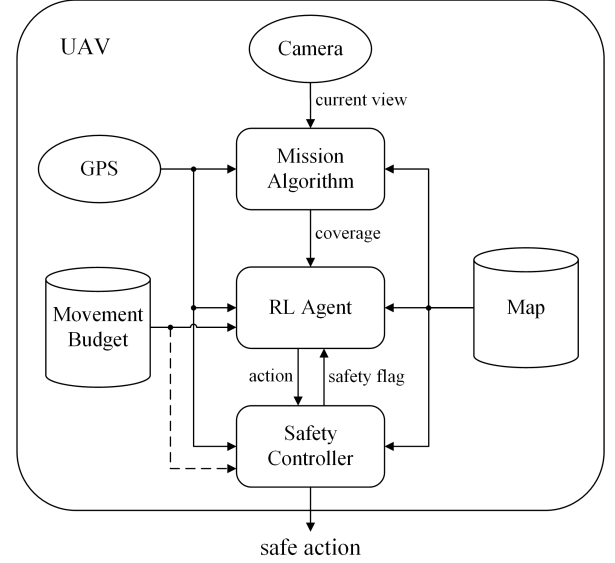 UAV
Camera
current view
GPS
Mission
Algorithm
coverage
Movement
Budget
RL Agent
Map
action
safety flag
Safety
Controller
safe action